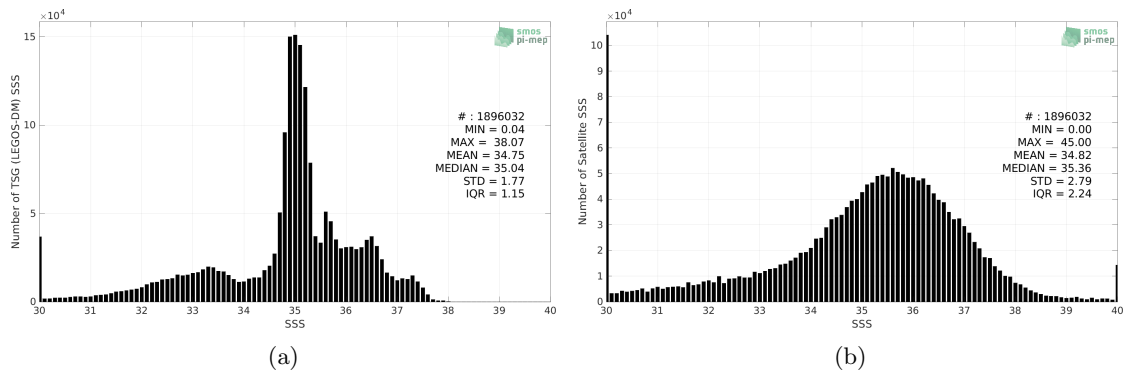 ×10⁴
15
10
5
0
Number of TSG (LEGOS-DM) SSS
30 31 32 33 34 35 36 37 38 39 40
SSS
smos
pi-mep
# : 1896032
MIN = 0.04
MAX = 38.07
MEAN = 34.75
MEDIAN = 35.04
STD = 1.77
IQR = 1.15
(a)
×10⁴
10
9
8
7
6
5
4
3
2
1
0
Number of Satellite SSS
30 31 32 33 34 35 36 37 38 39 40
SSS
smos
pi-mep
# : 1896032
MIN = 0.00
MAX = 45.00
MEAN = 34.82
MEDIAN = 35.36
STD = 2.79
IQR = 2.24
(b)